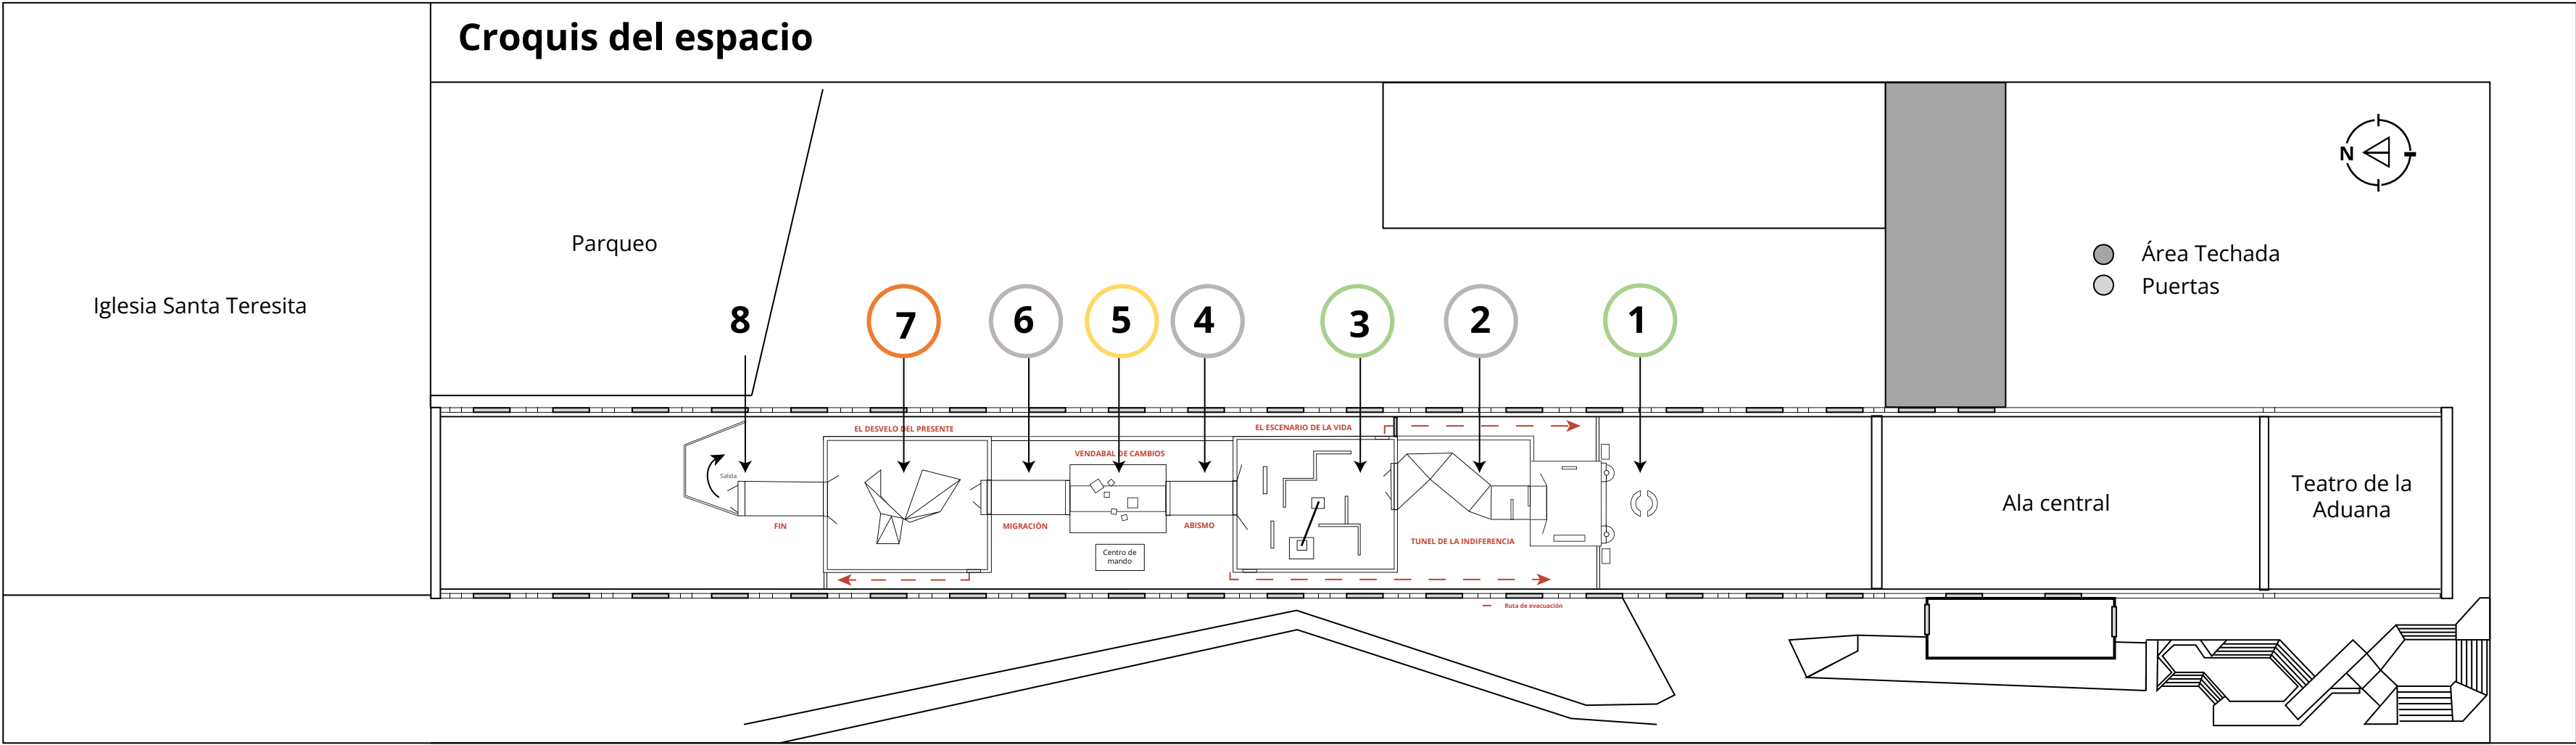 Croquis del espacio
N
Parqueo
Área Techada
Puertas
Iglesia Santa Teresita
8
7
6
5
4
3
2
1
EL DESVELO DEL PRESENTE
EL ESCENARIO DE LA VIDA
VENDABAL DE CAMBIOS
Salida
Ala central
Teatro de la
Aduana
FIN
MIGRACIÓN
ABISMO
TUNEL DE LA INDIFERENCIA
Centro de
mando
Ruta de evacuación